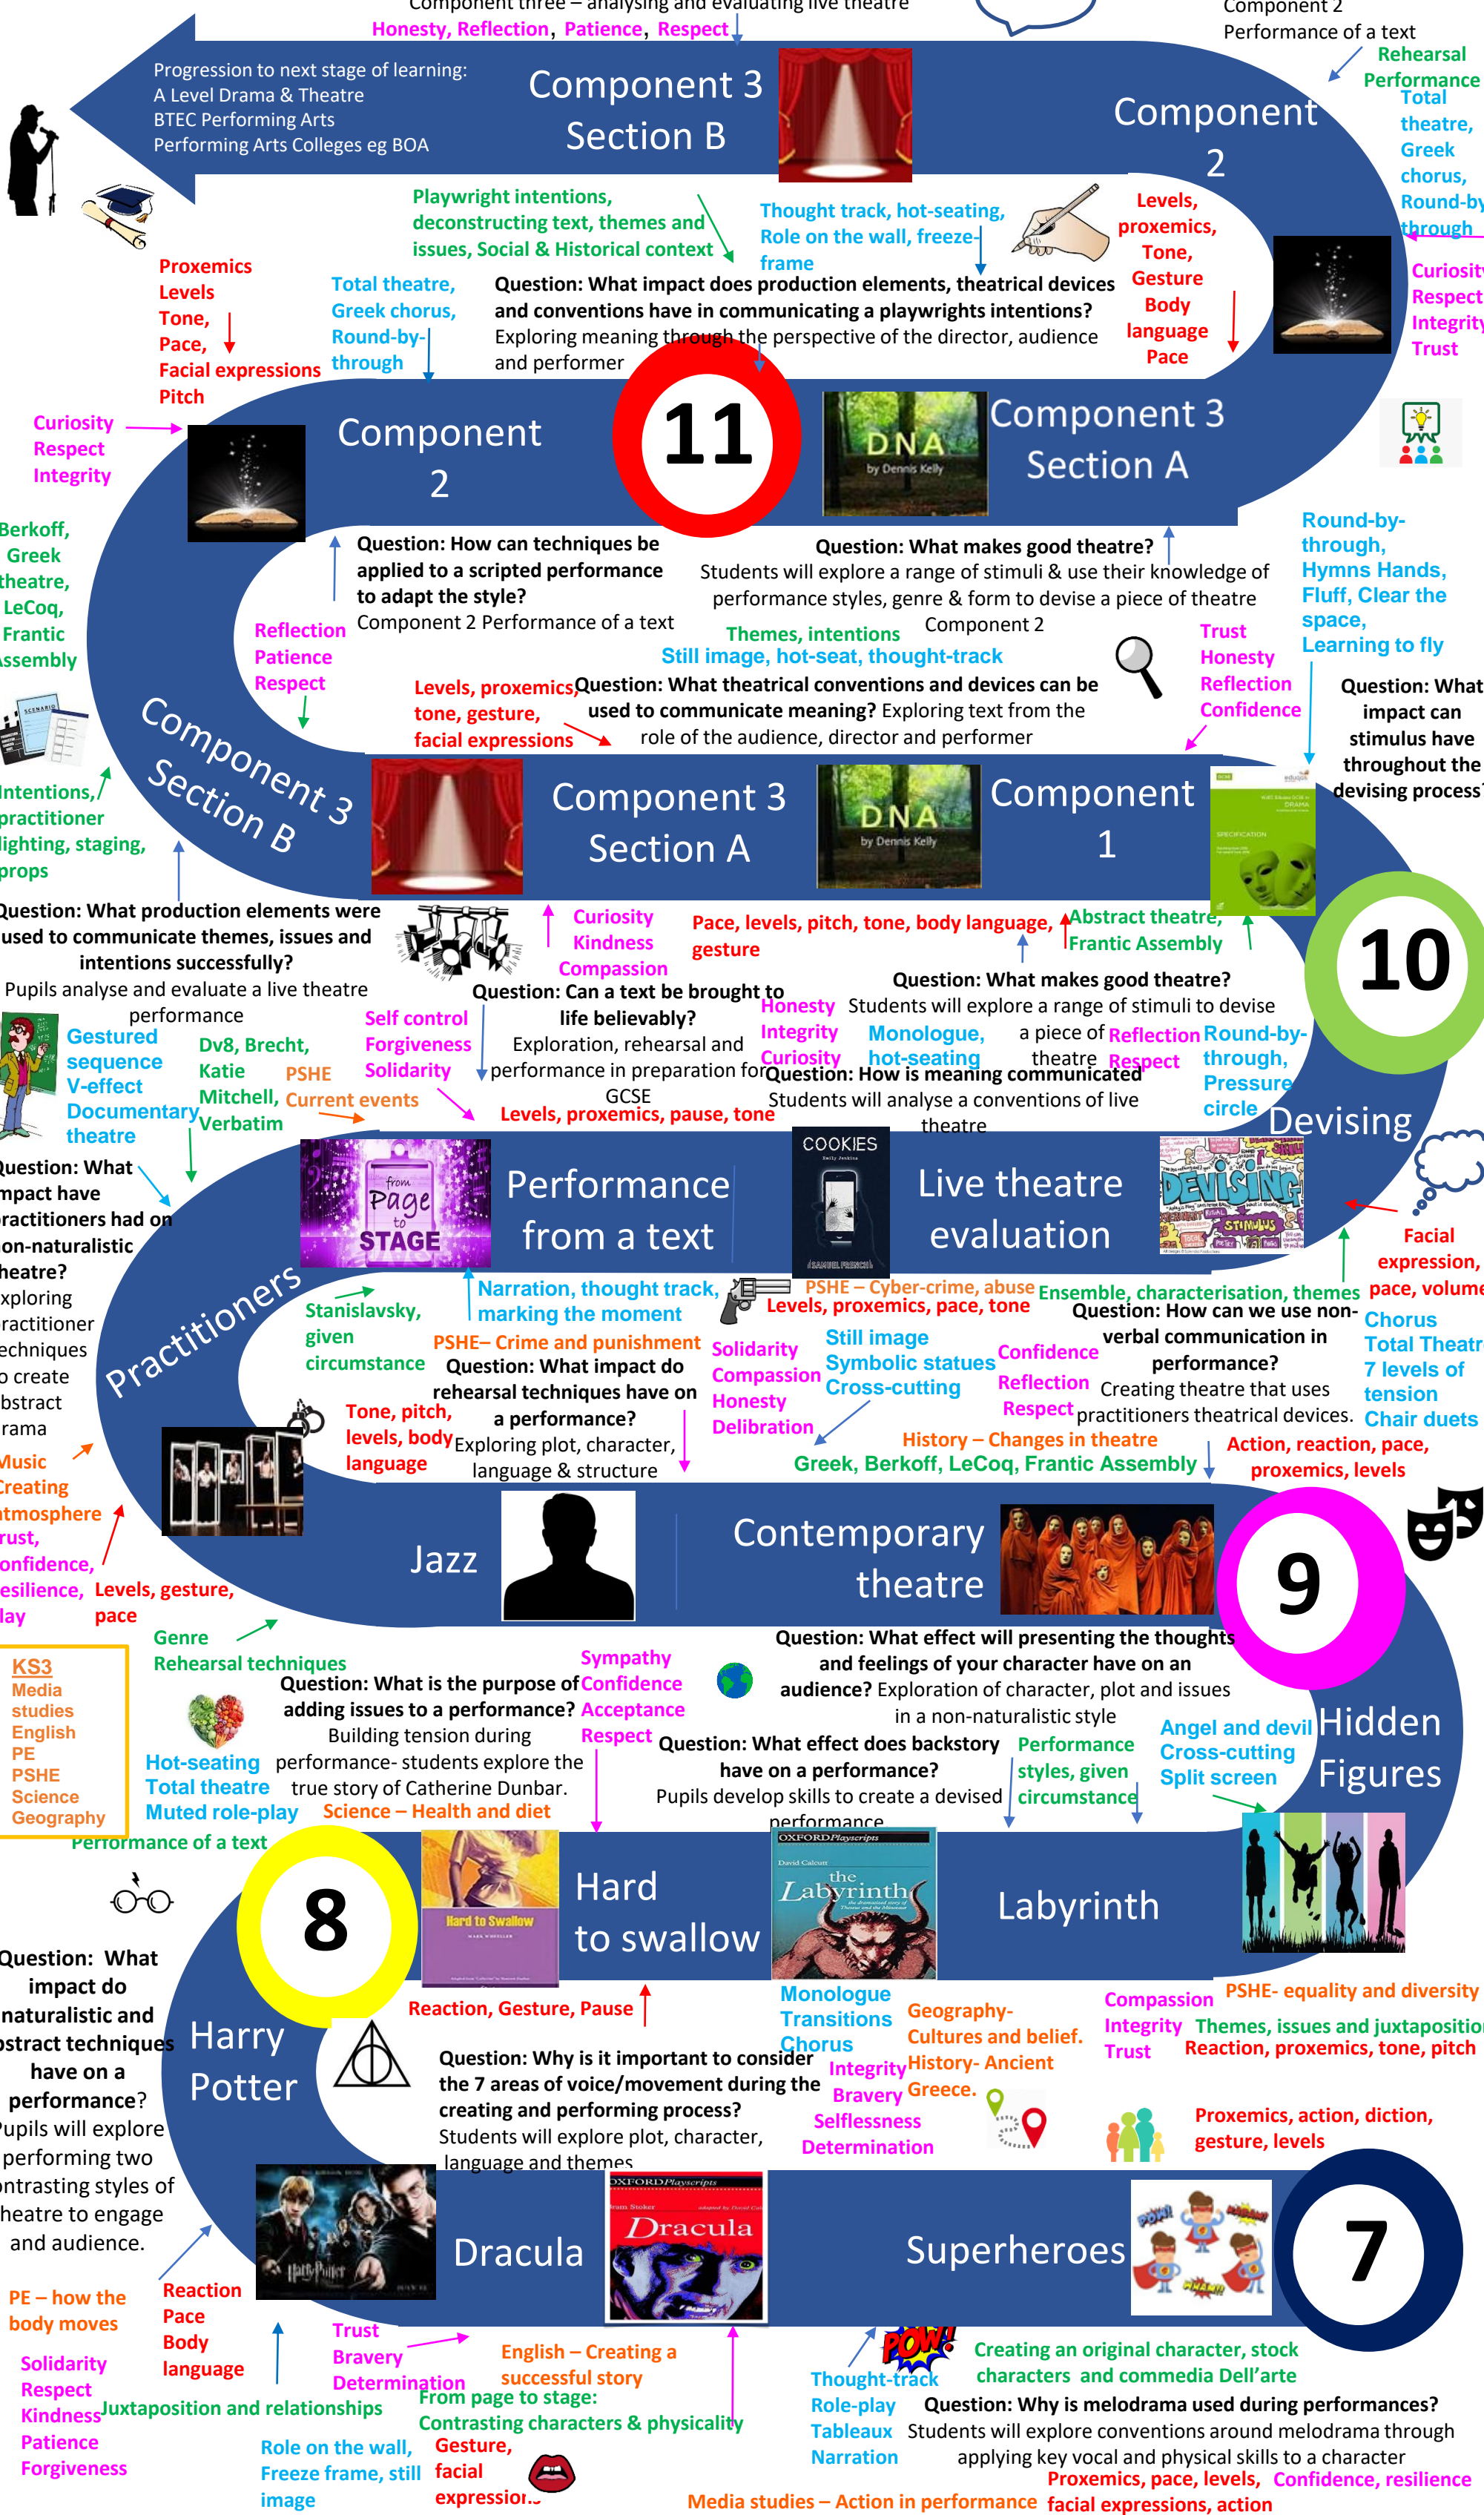 Component three – analysing and evaluating live theatre
Honesty, Reflection, Patience, Respect
Component 2
Performance of a text
Rehearsal
Performance
Total
theatre,
Greek
chorus,
Round-by
through
Progression to next stage of learning:
A Level Drama & Theatre
BTEC Performing Arts
Performing Arts Colleges eg BOA
Component 3
Section B
Component
2
Playwright intentions,
deconstructing text, themes and
issues, Social & Historical context
Thought track, hot-seating,
Role on the wall, freeze-
frame
Levels,
proxemics,
Tone,
Gesture
Body
language
Pace
Curiosity
Respect
Integrity
Trust
Proxemics
Levels
Tone,
Pace,
Facial expressions
Pitch
Total theatre,
Greek chorus,
Round-by-
through
Question: What impact does production elements, theatrical devices
and conventions have in communicating a playwrights intentions?
Exploring meaning through the perspective of the director, audience
and performer
Curiosity
Respect
Integrity
Component
2
11
DNA
by Dennis Kelly
Component 3
Section A
Berkoff,
Greek
theatre,
LeCoq,
Frantic
Assembly
Question: How can techniques be
applied to a scripted performance
to adapt the style?
Component 2 Performance of a text
Question: What makes good theatre?
Students will explore a range of stimuli & use their knowledge of
performance styles, genre & form to devise a piece of theatre
Component 2
Round-by-
through,
Hymns Hands,
Fluff, Clear the
space,
Learning to fly
Reflection
Patience
Respect
Themes, intentions
Still image, hot-seat, thought-track
Trust
Honesty
Reflection
Confidence
Levels, proxemics,
tone, gesture,
facial expressions
Question: What theatrical conventions and devices can be
used to communicate meaning? Exploring text from the
role of the audience, director and performer
Question: What
impact can
stimulus have
throughout the
devising process?
SCENARIO
Component 3
Section B
Component 3
Section A
DNA
by Dennis Kelly
Component
1
eduqas
DRAMA
SPECIFICATION
Intentions,
practitioner
lighting, staging,
props
Question: What production elements were
used to communicate themes, issues and
intentions successfully?
Pupils analyse and evaluate a live theatre
performance
Curiosity
Kindness
Compassion
Pace, levels, pitch, tone, body language,
gesture
Abstract theatre,
Frantic Assembly
10
Question: Can a text be brought to
life believably?
Exploration, rehearsal and
performance in preparation for
GCSE
Question: What makes good theatre?
Students will explore a range of stimuli to devise
a piece of
theatre
Honesty
Integrity
Curiosity
Monologue,
hot-seating
Reflection
Respect
Round-by-
through,
Pressure
circle
Gestured
sequence
V-effect
Documentary
theatre
Dv8, Brecht,
Katie
Mitchell,
Verbatim
PSHE
Current events
Self control
Forgiveness
Solidarity
Question: How is meaning communicated
Students will analyse a conventions of live
theatre
Levels, proxemics, pause, tone
Devising
Question: What
impact have
practitioners had on
non-naturalistic
theatre?
Exploring
practitioner
techniques
to create
abstract
drama
Practitioners
from
Page
to
STAGE
Performance
from a text
COOKIES
Emily Jenkins
SAMUEL FRENCH
Live theatre
evaluation
DEVISING
STIMULUS
Facial
expression,
pace, volume
Stanislavsky,
given
circumstance
Narration, thought track,
marking the moment
PSHE– Crime and punishment
PSHE – Cyber-crime, abuse
Levels, proxemics, pace, tone
Ensemble, characterisation, themes
Question: What impact do
rehearsal techniques have on
a performance?
Exploring plot, character,
language & structure
Solidarity
Compassion
Honesty
Delibration
Still image
Symbolic statues
Cross-cutting
Confidence
Reflection
Respect
Question: How can we use non-
verbal communication in
performance?
Creating theatre that uses
practitioners theatrical devices.
Chorus
Total Theatr
7 levels of
tension
Chair duets
Tone, pitch,
levels, body
language
History – Changes in theatre
Greek, Berkoff, LeCoq, Frantic Assembly
Action, reaction, pace,
proxemics, levels
Music
Creating
atmosphere
Trust,
confidence,
resilience,
play
Levels, gesture,
pace
Jazz
Contemporary
theatre
9
Genre
Rehearsal techniques
KS3
Media
studies
English
PE
PSHE
Science
Geography
Question: What is the purpose of
adding issues to a performance?
Building tension during
performance- students explore the
true story of Catherine Dunbar.
Sympathy
Confidence
Acceptance
Respect
Question: What effect will presenting the thoughts
and feelings of your character have on an
audience? Exploration of character, plot and issues
in a non-naturalistic style
Hot-seating
Total theatre
Muted role-play
Science – Health and diet
Question: What effect does backstory
have on a performance?
Pupils develop skills to create a devised
performance
Performance
styles, given
circumstance
Angel and devil
Cross-cutting
Split screen
Hidden
Figures
Performance of a text
8
Hard to Swallow
MARK WHEELLER
Hard
to swallow
OXFORD Playscripts
David Calcutt
the
Labyrinth
Labyrinth
Question: What
impact do
naturalistic and
abstract techniques
have on a
performance?
Pupils will explore
performing two
contrasting styles of
theatre to engage
and audience.
Harry
Potter
Reaction, Gesture, Pause
Monologue
Transitions
Chorus
Geography-
Cultures and belief.
History- Ancient
Greece.
Compassion
Integrity
Trust
PSHE- equality and diversity
Themes, issues and juxtaposition
Reaction, proxemics, tone, pitch
Question: Why is it important to consider
the 7 areas of voice/movement during the
creating and performing process?
Students will explore plot, character,
language and themes
Integrity
Bravery
Selflessness
Determination
Proxemics, action, diction,
gesture, levels
Harry Potter
Dracula
OXFORD Playscripts
Bram Stoker
Dracula
Superheroes
POW!
WHAM!!
7
PE – how the
body moves
Reaction
Pace
Body
language
Trust
Bravery
Determination
English – Creating a
successful story
POW!
Creating an original character, stock
characters and commedia Dell'arte
Solidarity
Respect
Kindness
Patience
Forgiveness
Juxtaposition and relationships
From page to stage:
Contrasting characters & physicality
Thought-track
Role-play
Tableaux
Narration
Question: Why is melodrama used during performances?
Students will explore conventions around melodrama through
applying key vocal and physical skills to a character
Role on the wall,
Freeze frame, still
image
Gesture,
facial
expressions
Proxemics, pace, levels,
facial expressions, action
Confidence, resilience
Media studies – Action in performance